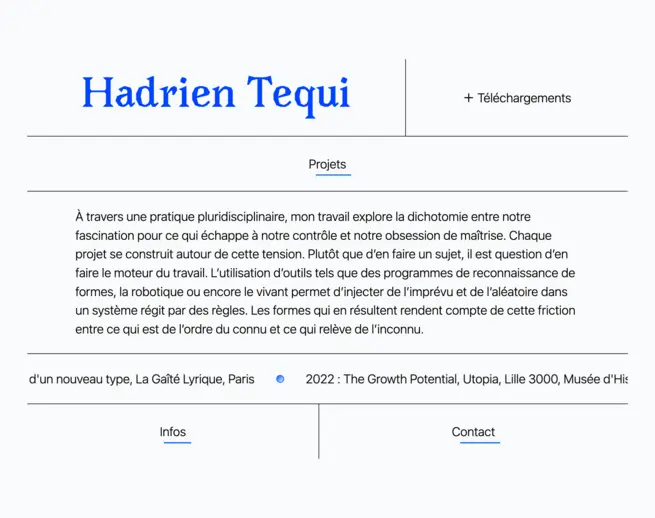 Hadrien Tequi
+ Téléchargements
Projets
À travers une pratique pluridisciplinaire, mon travail explore la dichotomie entre notre
fascination pour ce qui échappe à notre contrôle et notre obsession de maîtrise. Chaque
projet se construit autour de cette tension. Plutôt que d’en faire un sujet, il est question d’en
faire le moteur du travail. L’utilisation d’outils tels que des programmes de reconnaissance de
formes, la robotique ou encore le vivant permet d’injecter de l’imprévu et de l’aléatoire dans
un système régit par des règles. Les formes qui en résultent rendent compte de cette friction
entre ce qui est de l’ordre du connu et ce qui relève de l’inconnu.
d'un nouveau type, La Gaîté Lyrique, Paris
2022 : The Growth Potential, Utopia, Lille 3000, Musée d'His
Infos
Contact